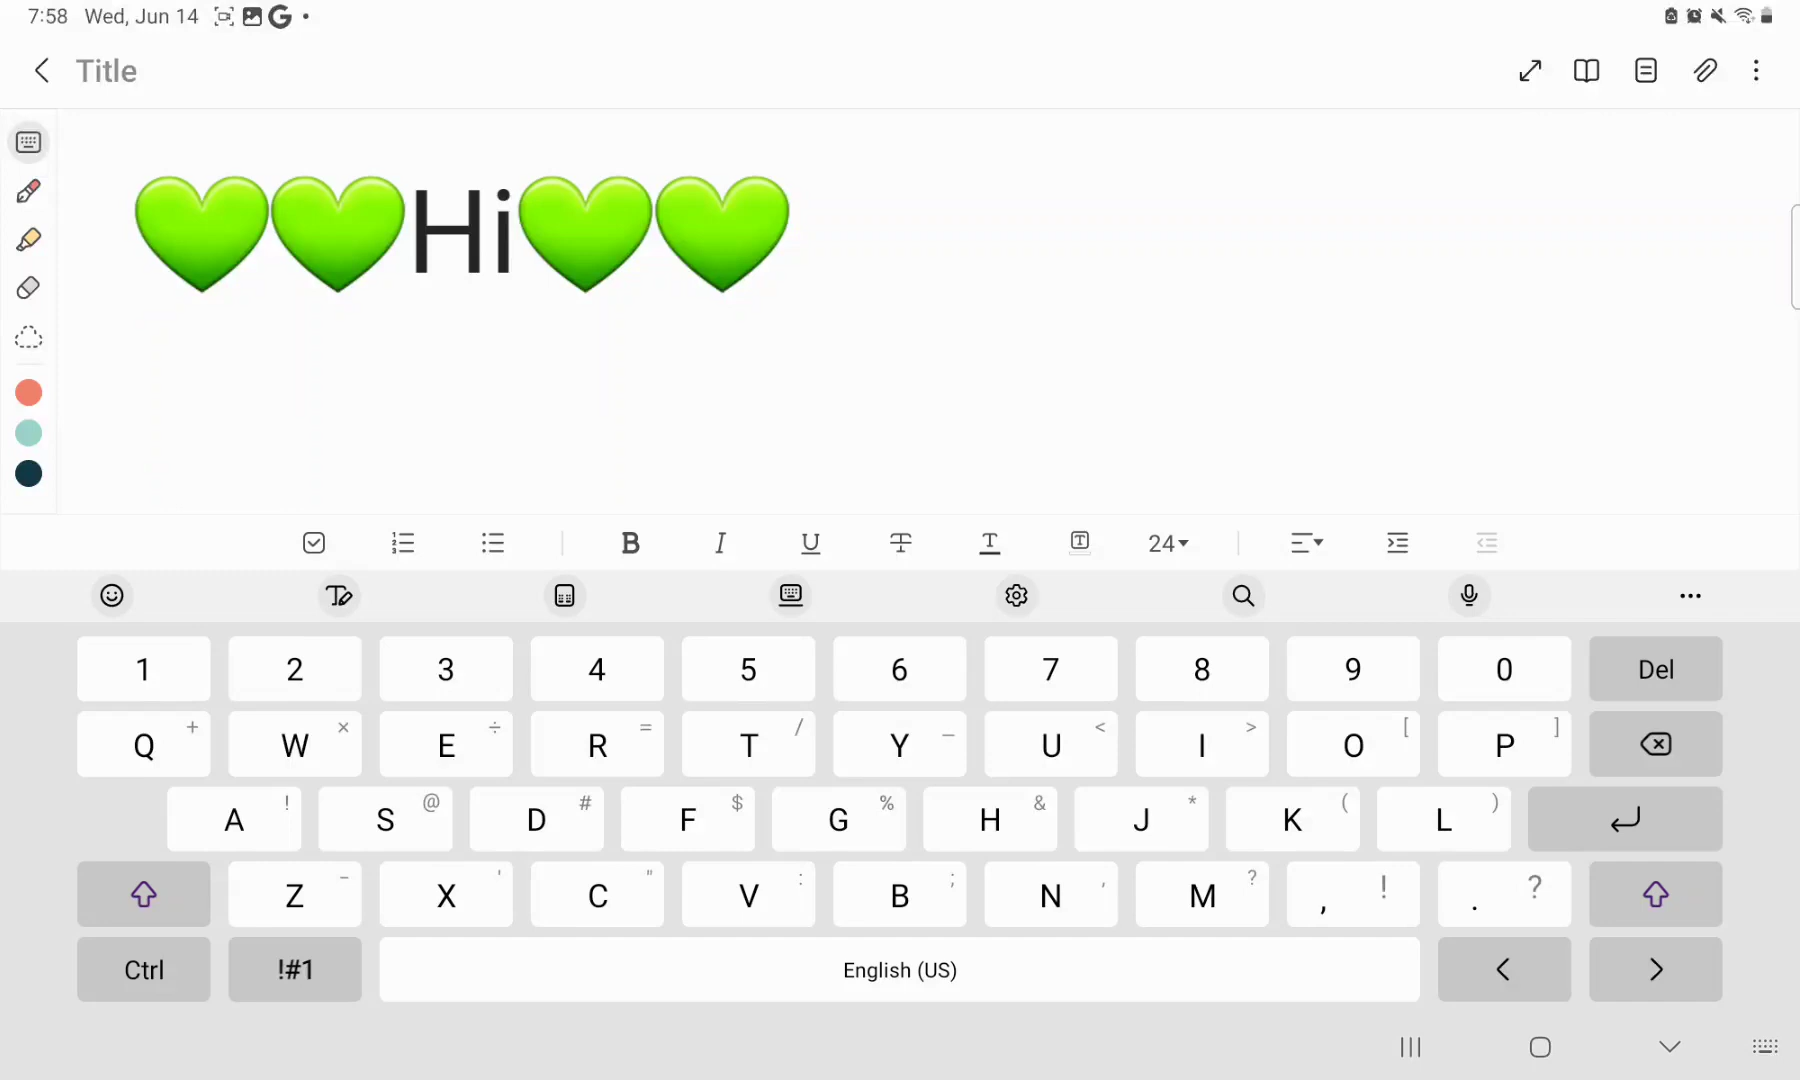 7:58 Wed, Jun 14
Title
💚💚Hi💚💚
B I U T T T 24
1 2 3 4 5 6 7 8 9 0 Del
Q + W × E ÷ R = T / Y _ U < I > O [ P ]
A ! S @ D # F $ G % H & J * K ( L )
Z - X ' C " V : B ; N , M ? , ! . ?
Ctrl !#1 English (US) < >